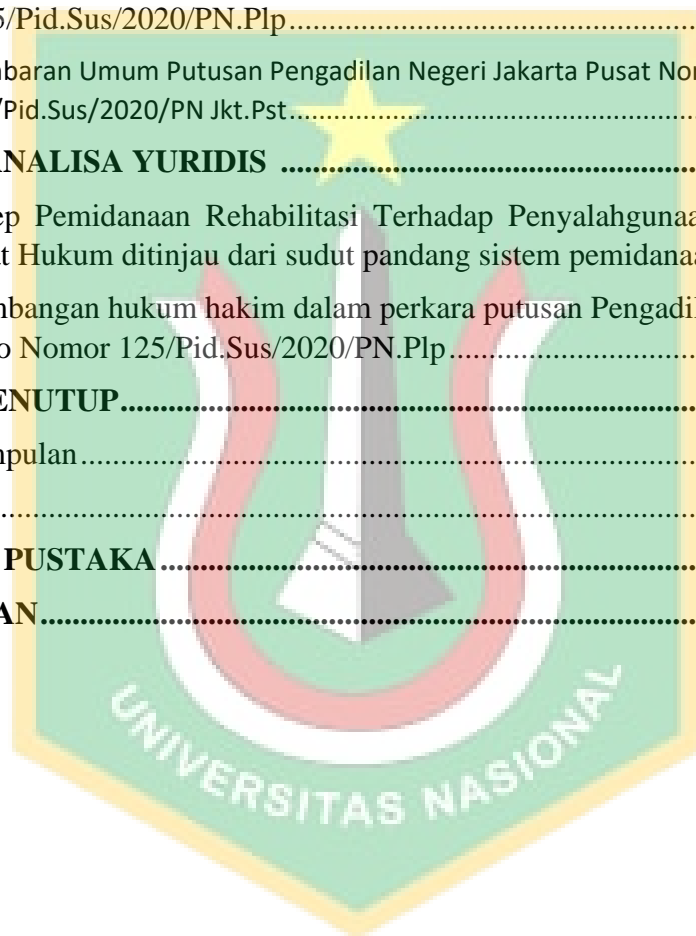 5/Pid.Sus/2020/PN.Plp................................................
baran Umum Putusan Pengadilan Negeri Jakarta Pusat Nor
/Pid.Sus/2020/PN Jkt.Pst................................................
NALISA YURIDIS ................................................
ep Pemidanaan Rehabilitasi Terhadap Penyalahgunaa
t Hukum ditinjau dari sudut pandang sistem pemidanaa
mbangan hukum hakim dalam perkara putusan Pengadil
o Nomor 125/Pid.Sus/2020/PN.Plp................................
ENUTUP................................................................
mpulan................................................................
................................................................
PUSTAKA................................................................
AN................................................................
UNIVERSITAS NASIONAL